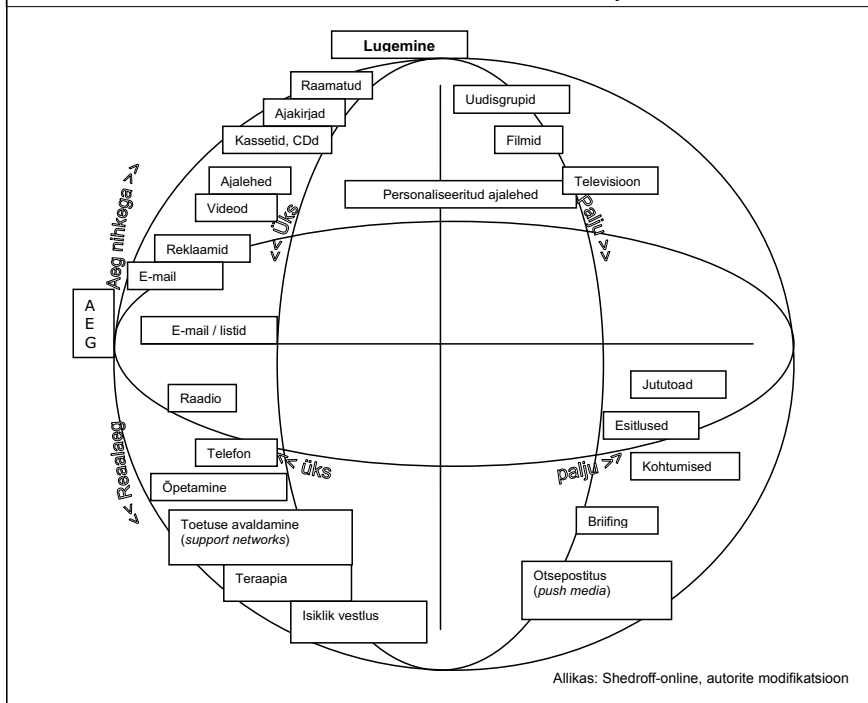 Lugemine
Raamatud
Uudisgrupid
Ajakirjad
Kassetid, CDd
Filmid
Ajalehed
Televisioon
Personaliseeritud ajalehed
Videod
<< Üks
Palju >>
Aeg nihkega >>
Reklaamid
E-mail
A
E
G
E-mail / listid
Raadio
Jututoad
Esitlused
Telefon
<< üks
palju >>
Kohtumised
<< Reaalaeg
Õpetamine
Toetuse avaldamine
(support networks)
Briifing
Teraapia
Otsepostitus
(push media)
Isiklik vestlus
Allikas: Shedroff-online, autorite modifikatsioon